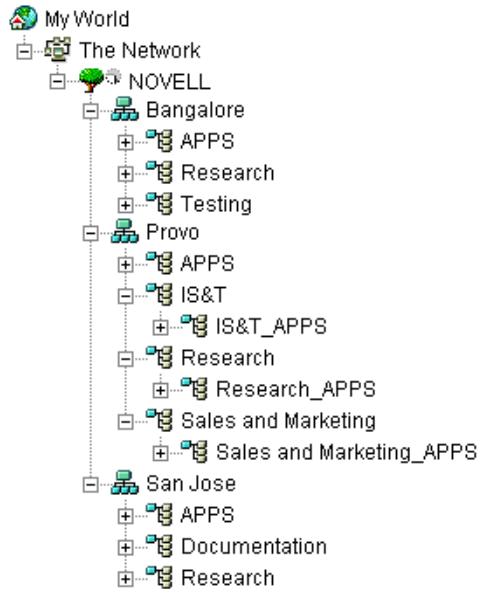 My World
The Network
NOVELL
Bangalore
APPS
Research
Testing
Provo
APPS
IS&T
IS&T_APPS
Research
Research_APPS
Sales and Marketing
Sales and Marketing_APPS
San Jose
APPS
Documentation
Research